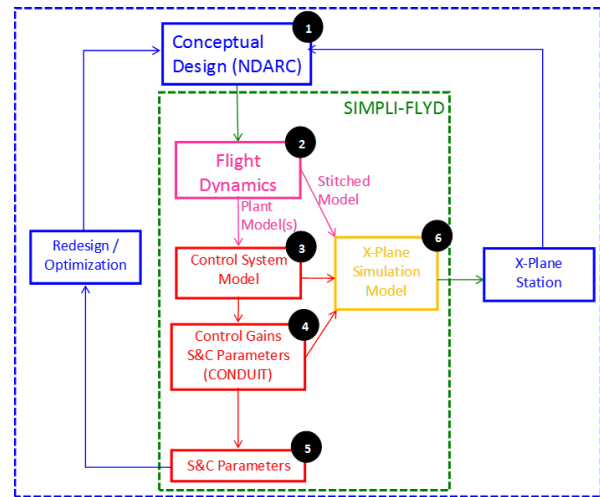 1
Conceptual
Design (NDARC)
SIMPLI-FLYD
2
Flight
Dynamics
Stitched
Model
Plant
Model(s)
Redesign /
Optimization
3
Control System
Model
6
X-Plane
Simulation
Model
X-Plane
Station
4
Control Gains
S&C Parameters
(CONDUIT)
5
S&C Parameters